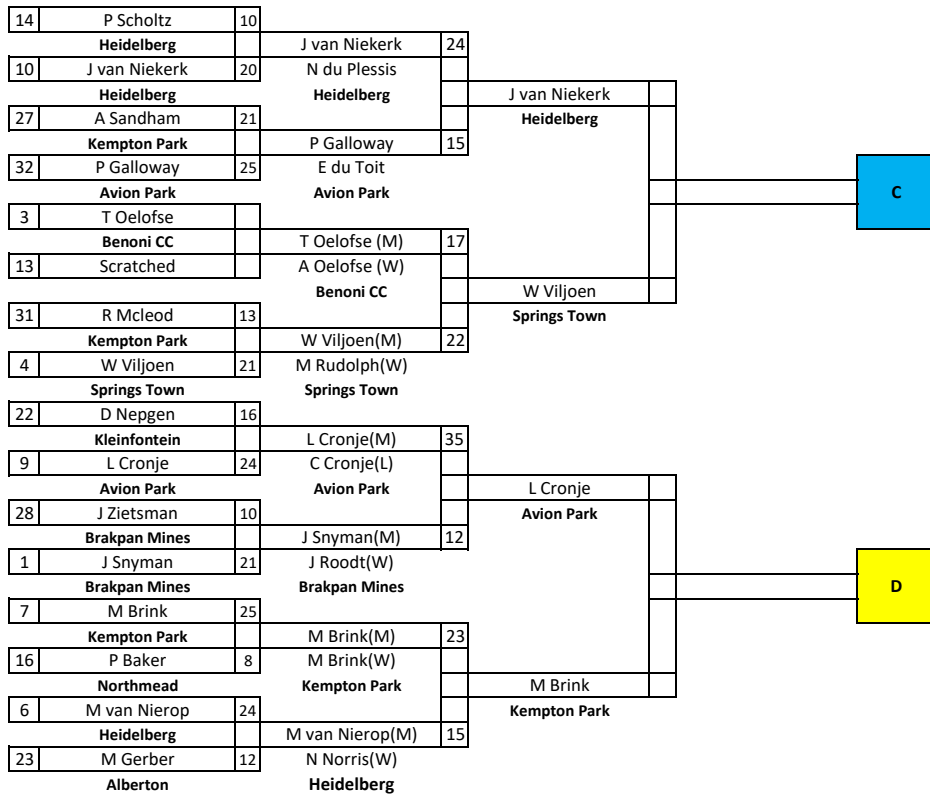 14 P Scholtz 10
Heidelberg J van Niekerk 24
10 J van Niekerk 20 N du Plessis
Heidelberg Heidelberg J van Niekerk
27 A Sandham 21 Heidelberg
Kempton Park P Galloway 15
32 P Galloway 25 E du Toit
Avion Park Avion Park C
3 T Oelofse
Benoni CC T Oelofse (M) 17
13 Scratched A Oelofse (W)
Benoni CC W Viljoen
31 R Mcleod 13 Springs Town
Kempton Park W Viljoen(M) 22
4 W Viljoen 21 M Rudolph(W)
Springs Town Springs Town
22 D Nepgen 16
Kleinfontein L Cronje(M) 35
9 L Cronje 24 C Cronje(L)
Avion Park Avion Park L Cronje
28 J Zietsman 10 Avion Park
Brakpan Mines J Snyman(M) 12
1 J Snyman 21 J Roodt(W)
Brakpan Mines Brakpan Mines D
7 M Brink 25
Kempton Park M Brink(M) 23
16 P Baker 8 M Brink(W)
Northmead Kempton Park M Brink
6 M van Nierop 24 Kempton Park
Heidelberg M van Nierop(M) 15
23 M Gerber 12 N Norris(W)
Alberton Heidelberg